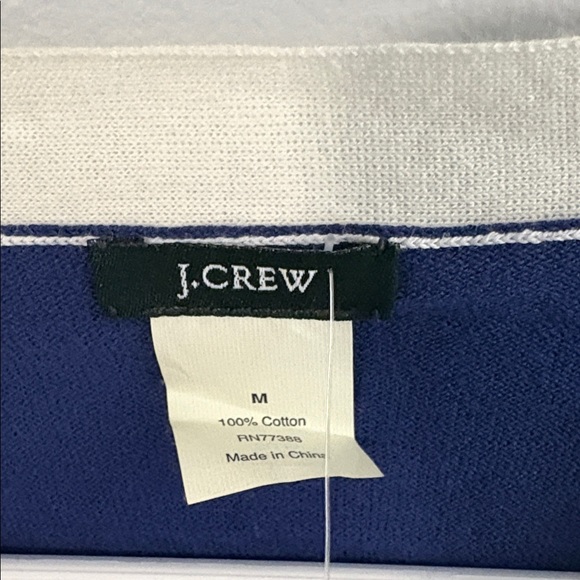 J.CREW
M
100% Cotton
RN77388
Made in China